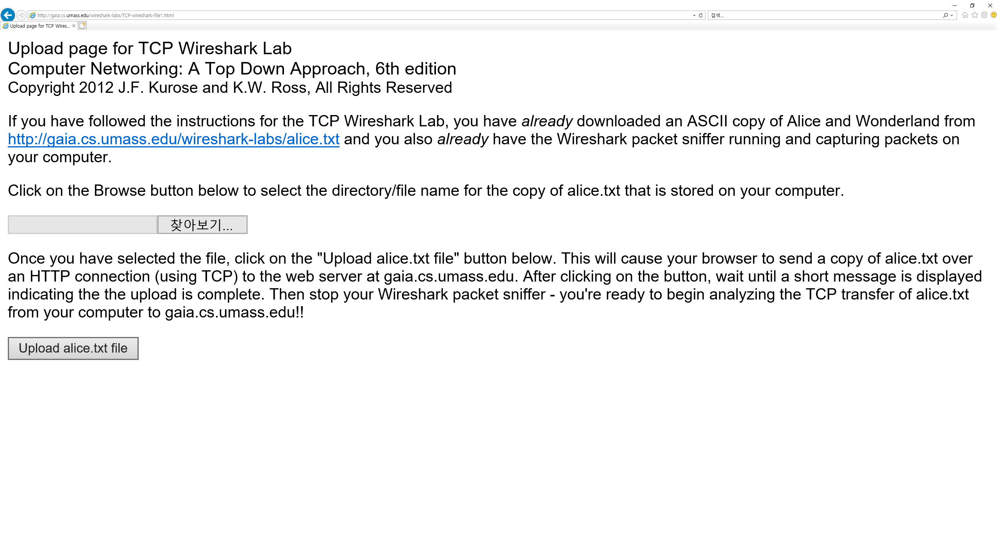 http://gaia.cs.umass.edu/wireshark-labs/TCP-wireshark-file1.html
검색...
Upload page for TCP Wires...
Upload page for TCP Wireshark Lab
Computer Networking: A Top Down Approach, 6th edition
Copyright 2012 J.F. Kurose and K.W. Ross, All Rights Reserved
If you have followed the instructions for the TCP Wireshark Lab, you have already downloaded an ASCII copy of Alice and Wonderland from
http://gaia.cs.umass.edu/wireshark-labs/alice.txt and you also already have the Wireshark packet sniffer running and capturing packets on
your computer.
Click on the Browse button below to select the directory/file name for the copy of alice.txt that is stored on your computer.
찾아보기...
Once you have selected the file, click on the "Upload alice.txt file" button below. This will cause your browser to send a copy of alice.txt over
an HTTP connection (using TCP) to the web server at gaia.cs.umass.edu. After clicking on the button, wait until a short message is displayed
indicating the the upload is complete. Then stop your Wireshark packet sniffer - you're ready to begin analyzing the TCP transfer of alice.txt
from your computer to gaia.cs.umass.edu!!
Upload alice.txt file